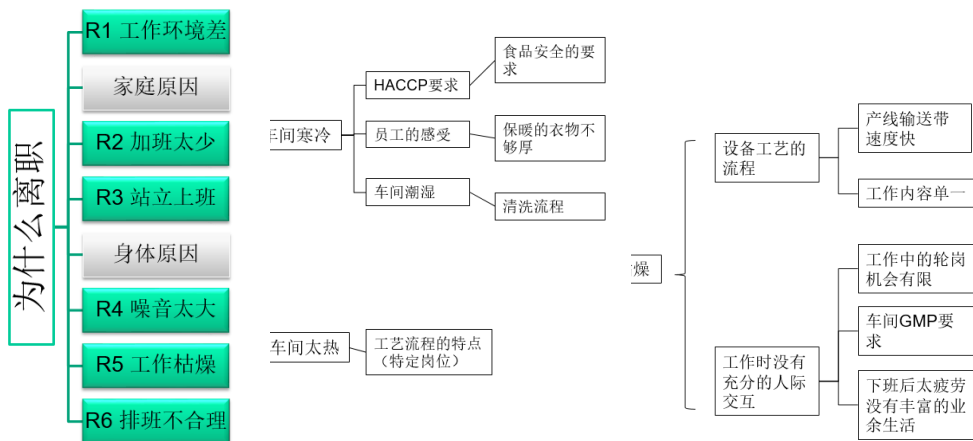 为什么离职
R1 工作环境差
家庭原因
R2 加班太少
R3 站立上班
身体原因
R4 噪音太大
R5 工作枯燥
R6 排班不合理
车间寒冷
HACCP要求
食品安全的要
求
员工的感受
保暖的衣物不
够厚
车间潮湿
清洗流程
车间太热
工艺流程的特点
（特定岗位）
燥
设备工艺的
流程
产线输送带
速度快
工作内容单一
工作时没有
充分的人际
交互
工作中的轮岗
机会有限
车间GMP要
求
下班后太疲劳
没有丰富的业
余生活